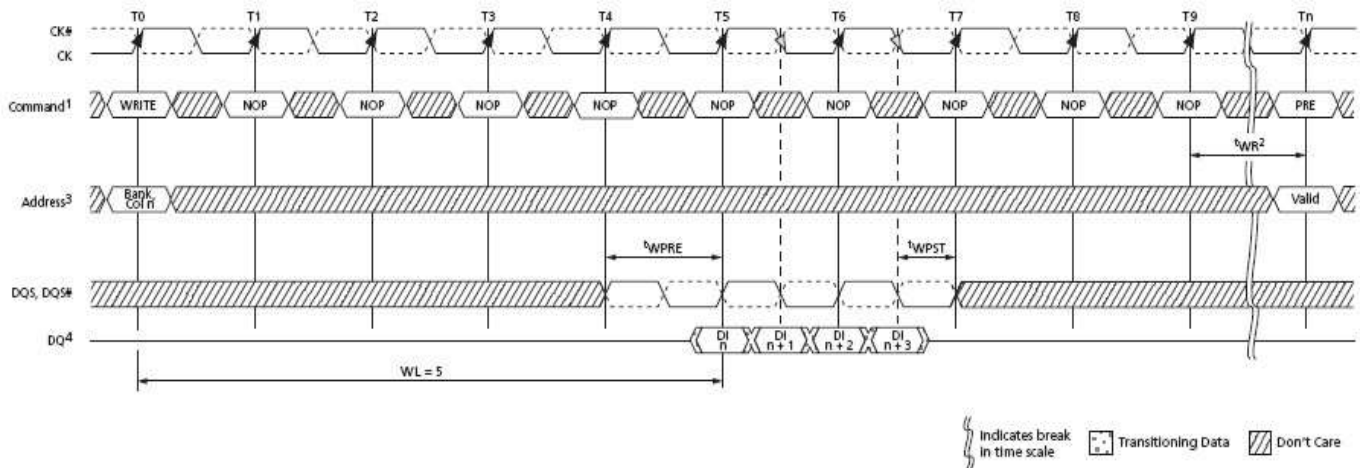 T0 T1 T2 T3 T4 T5 T6 T7 T8 T9 Tn
CK#
CK
Command1 WRITE NOP NOP NOP NOP NOP NOP NOP NOP NOP PRE
tWR2
Address3 Bank, Col n Valid
tWPRE tWPST
DQS, DQS#
DQ4 DI n DI n + 1 DI n + 2 DI n + 3
WL = 5
Indicates break in time scale Transitioning Data Don't Care